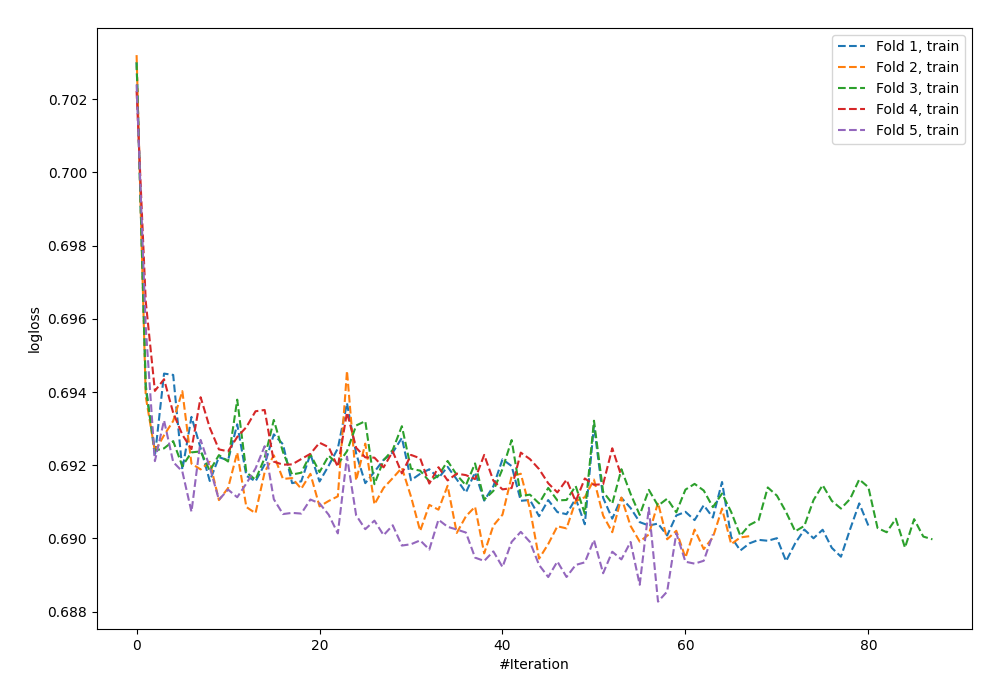 Fold 1, train
Fold 2, train
Fold 3, train
Fold 4, train
Fold 5, train
0.702
0.700
0.698
0.696
0.694
0.692
0.690
0.688
logloss
0
20
40
60
80
#Iteration